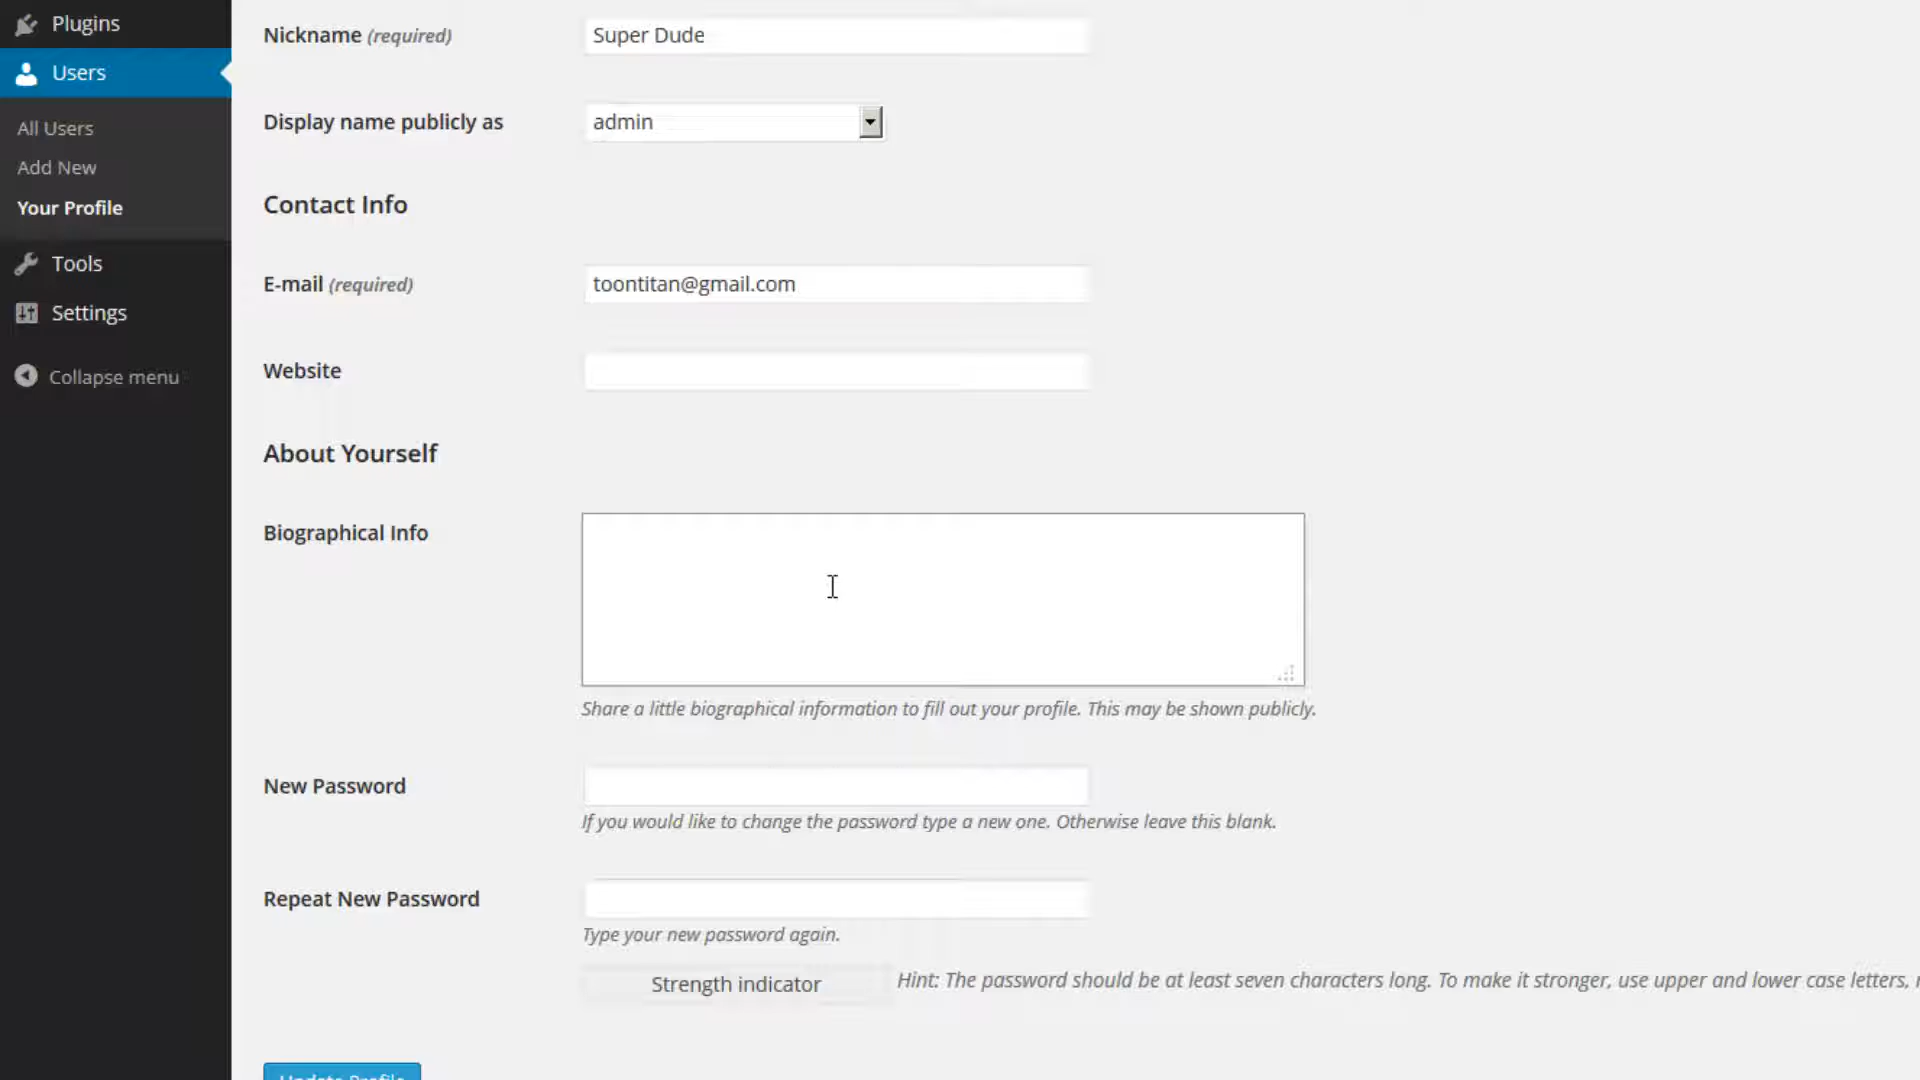 Plugins
Users
All Users
Add New
Your Profile
Tools
Settings
Collapse menu
Nickname (required)
Super Dude
Display name publicly as
admin
Contact Info
E-mail (required)
toontitan@gmail.com
Website
About Yourself
Biographical Info
Share a little biographical information to fill out your profile. This may be shown publicly.
New Password
If you would like to change the password type a new one. Otherwise leave this blank.
Repeat New Password
Type your new password again.
Strength indicator
Hint: The password should be at least seven characters long. To make it stronger, use upper and lower case letters,
Update Profile